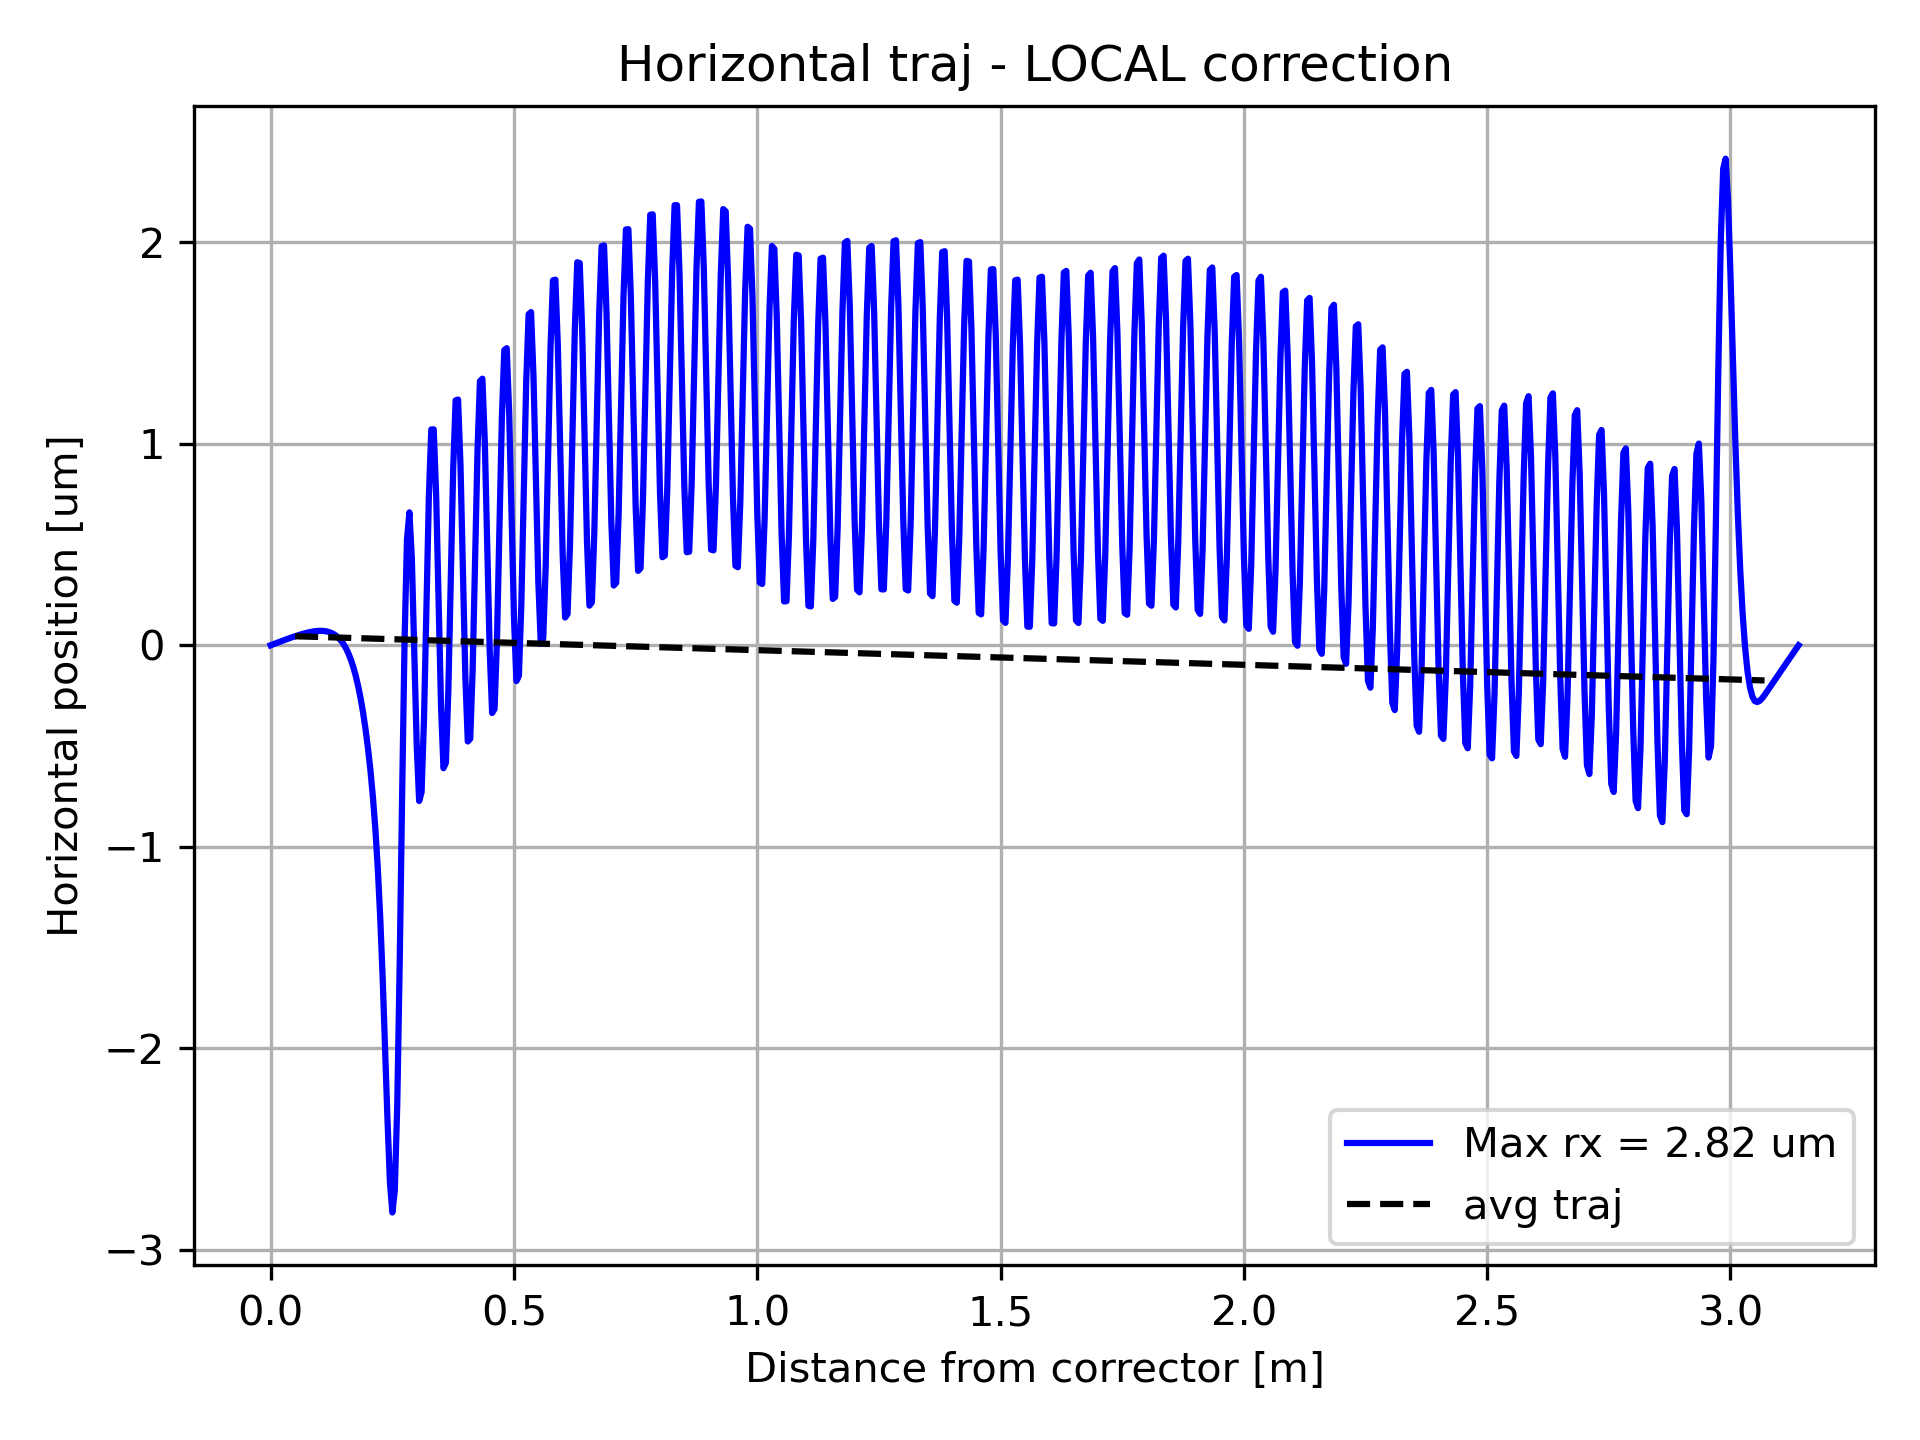 Horizontal traj - LOCAL correction
Horizontal position [um]
2
1
0
−1
−2
−3
0.0 0.5 1.0 1.5 2.0 2.5 3.0
Distance from corrector [m]
Max rx = 2.82 um
avg traj